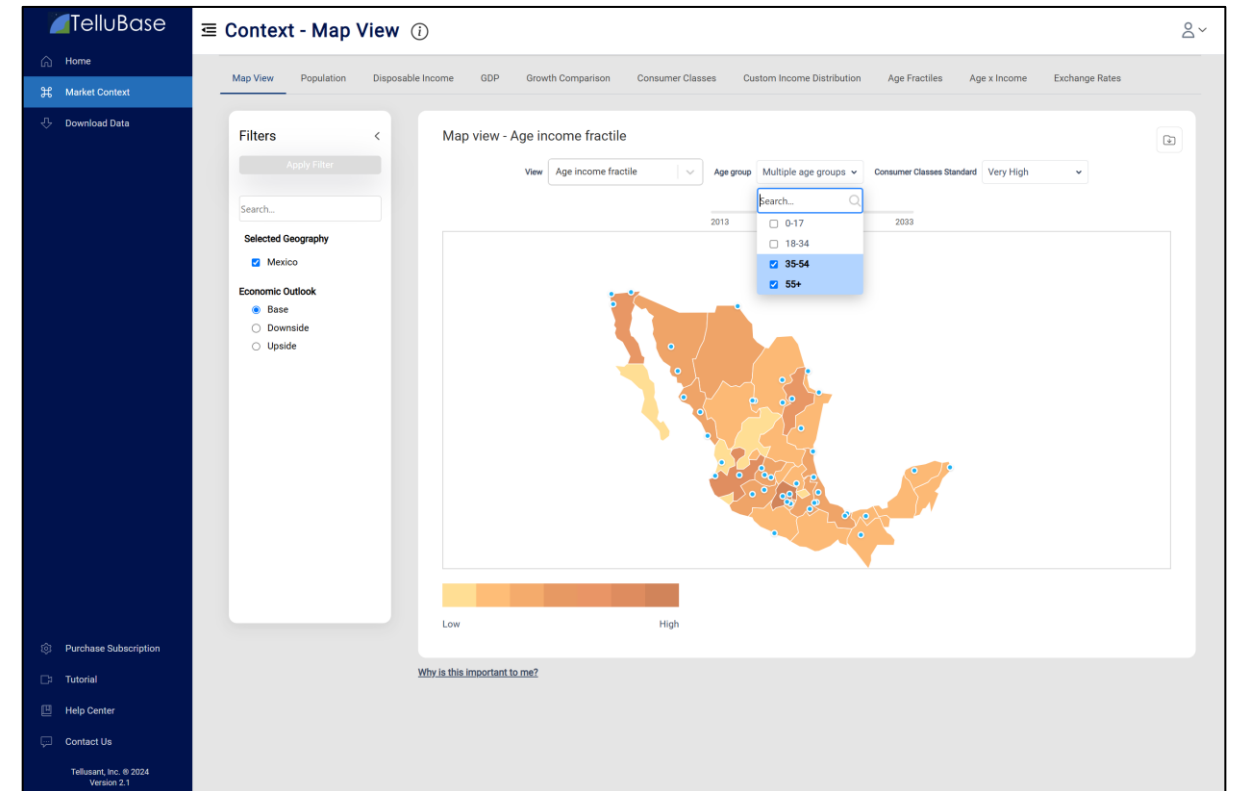 TelluBase
Context - Map View
Home
Market Context
Download Data
Map View Population Disposable Income GDP Growth Comparison Consumer Classes Custom Income Distribution Age Fractiles Age x Income Exchange Rates
Filters
Apply Filter
Search...
Selected Geography
Mexico
Economic Outlook
Base
Downside
Upside
Map view - Age income fractile
View Age income fractile Age group Multiple age groups Consumer Classes Standard Very High
Search...
2013 2033
0-17
18-34
35-54
55+
Low High
Why is this important to me?
Purchase Subscription
Tutorial
Help Center
Contact Us
Tellusant, Inc. ® 2024
Version 2.1